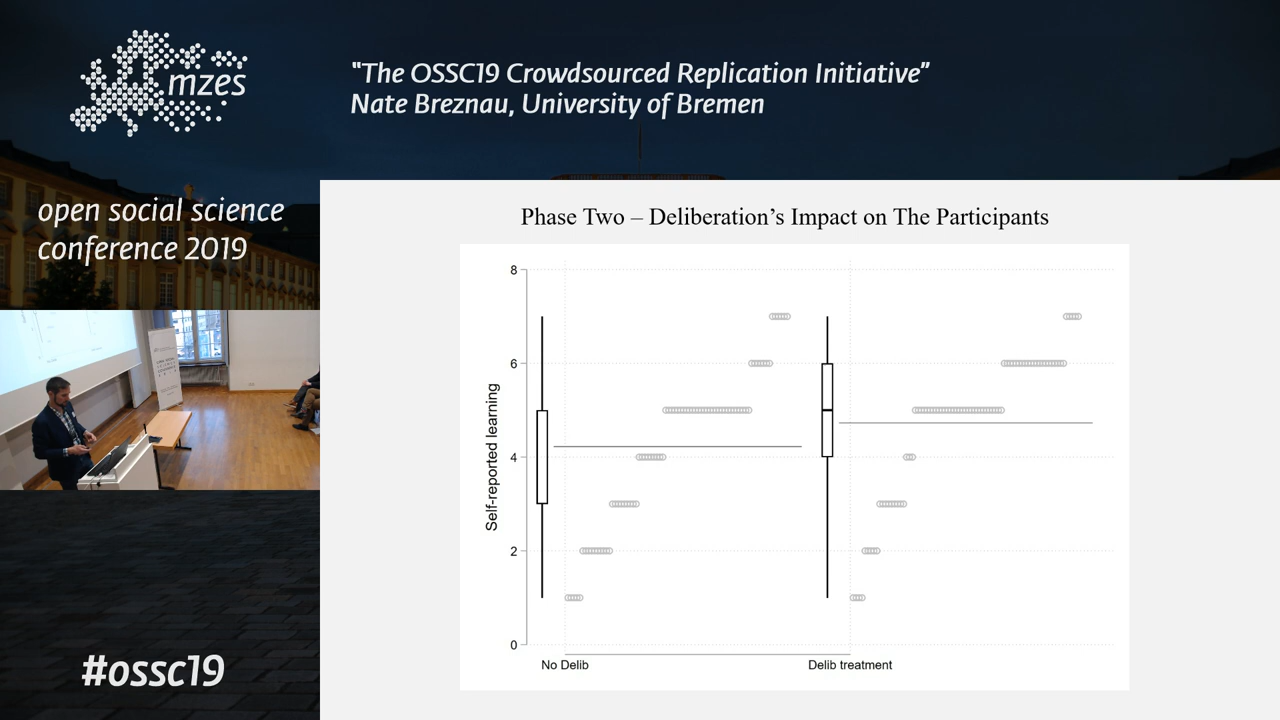 mzes
"The OSSC19 Crowdsourced Replication Initiative"
Nate Breznau, University of Bremen
open social science
conference 2019
#ossc19
Phase Two – Deliberation's Impact on The Participants
Self-reported learning
8
6
4
2
0
No Delib
Delib treatment